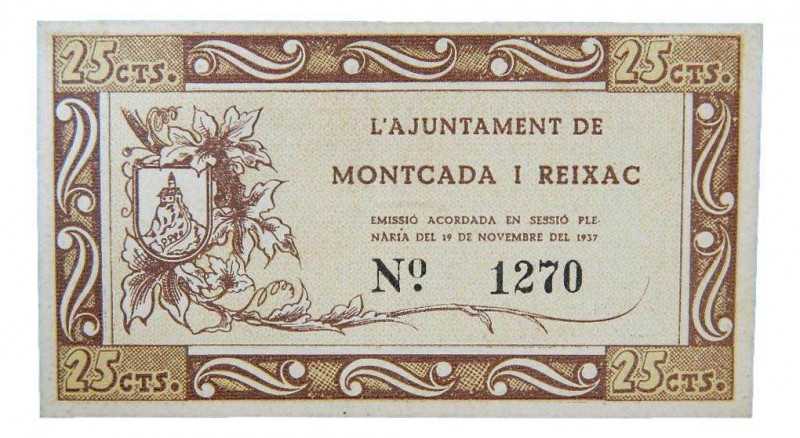 25 CTS. 25 CTS.
L'AJUNTAMENT DE
MONTCADA I REIXAC
EMISSIÓ ACORDADA EN SESSIÓ PLE-
NÀRIA DEL 19 DE NOVEMBRE DEL 1937
Nº 1270
25 CTS. 25 CTS.